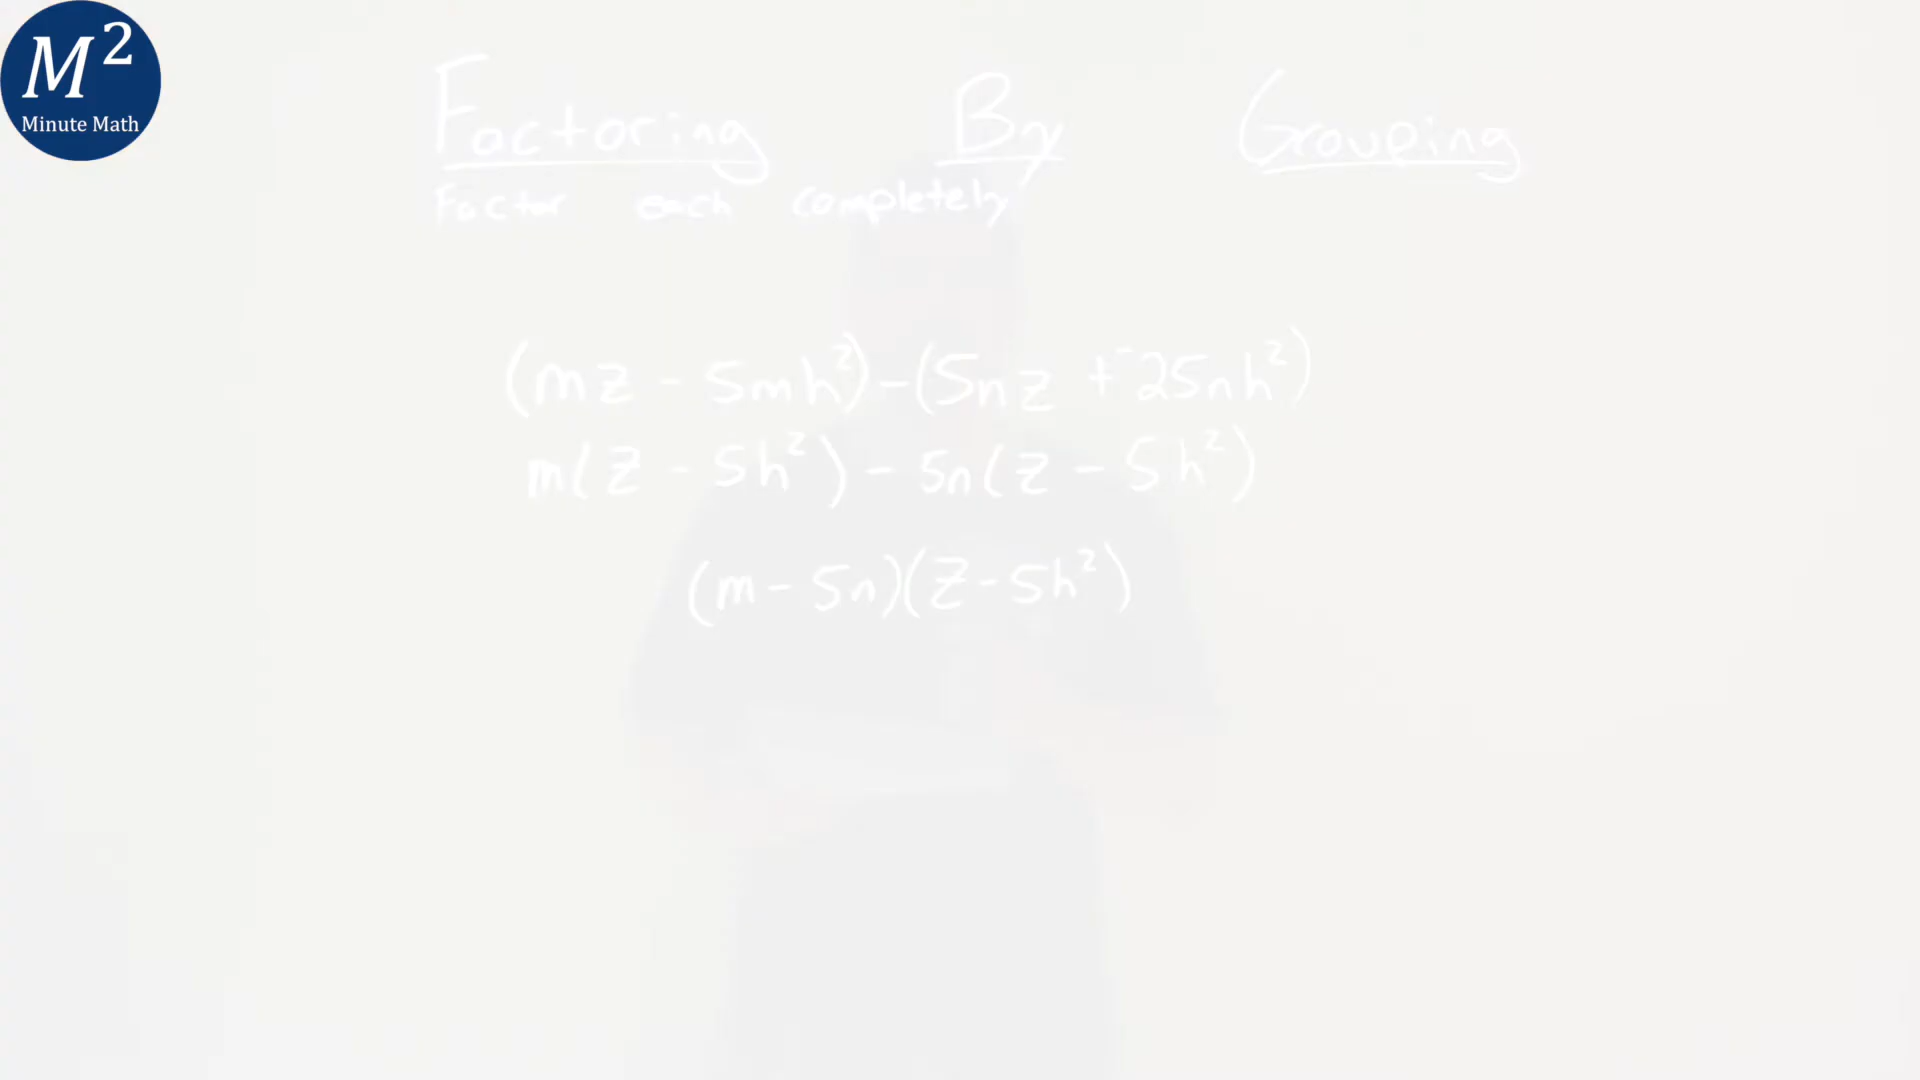 M²
Minute Math
Factoring By Grouping
Factor each completely
(mz - 5mh²) - (5nz + ⁻25nh²)
m(z - 5h²) - 5n(z - 5h²)
(m - 5n)(z - 5h²)